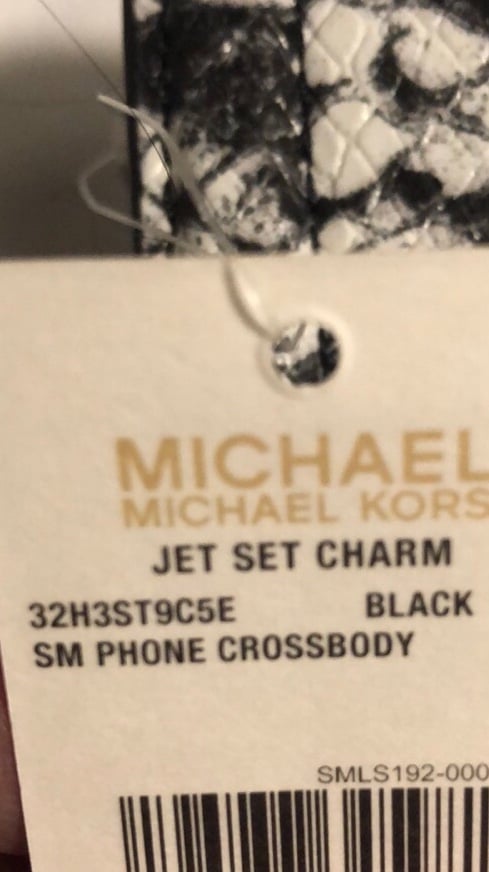 MICHAEL
MICHAEL KORS
JET SET CHARM
32H3ST9C5E BLACK
SM PHONE CROSSBODY
SMLS192-000